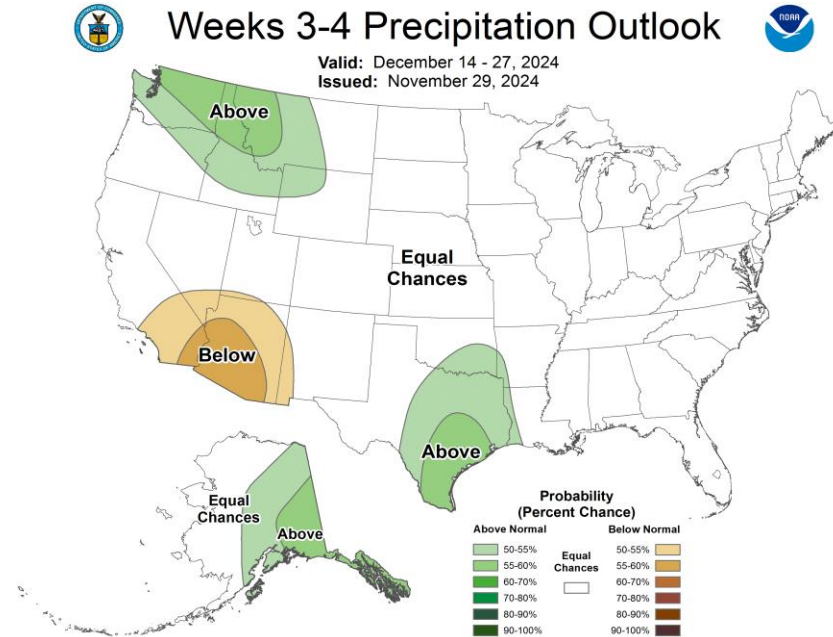 Weeks 3-4 Precipitation Outlook
NOAA
Valid: December 14 - 27, 2024
Issued: November 29, 2024
Above
Equal
Chances
Below
Above
Equal
Chances
Above
Probability
(Percent Chance)
Above Normal
Below Normal
50-55%
55-60%
60-70%
70-80%
80-90%
90-100%
Equal
Chances
50-55%
55-60%
60-70%
70-80%
80-90%
90-100%